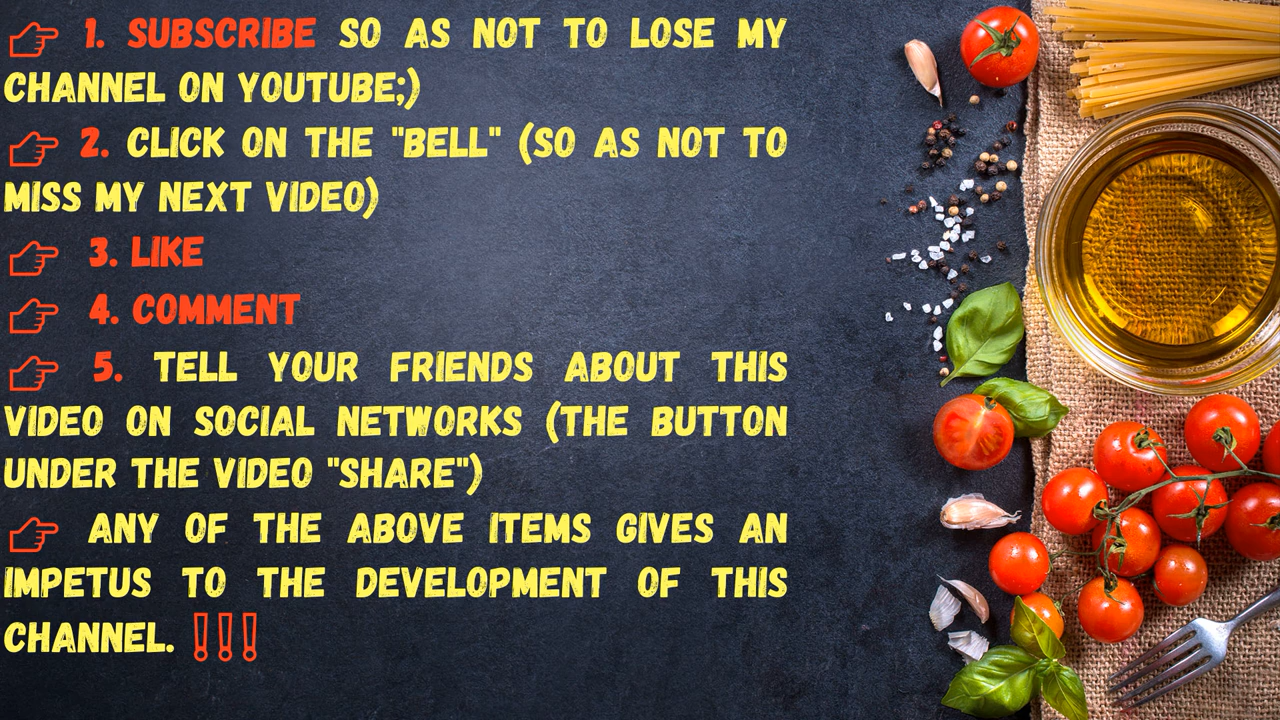 👉 1. SUBSCRIBE SO AS NOT TO LOSE MY
CHANNEL ON YOUTUBE;)
👉 2. CLICK ON THE "BELL" (SO AS NOT TO
MISS MY NEXT VIDEO)
👉 3. LIKE
👉 4. COMMENT
👉 5. TELL YOUR FRIENDS ABOUT THIS
VIDEO ON SOCIAL NETWORKS (THE BUTTON
UNDER THE VIDEO "SHARE")
👉 ANY OF THE ABOVE ITEMS GIVES AN
IMPETUS TO THE DEVELOPMENT OF THIS
CHANNEL. ❗❗❗